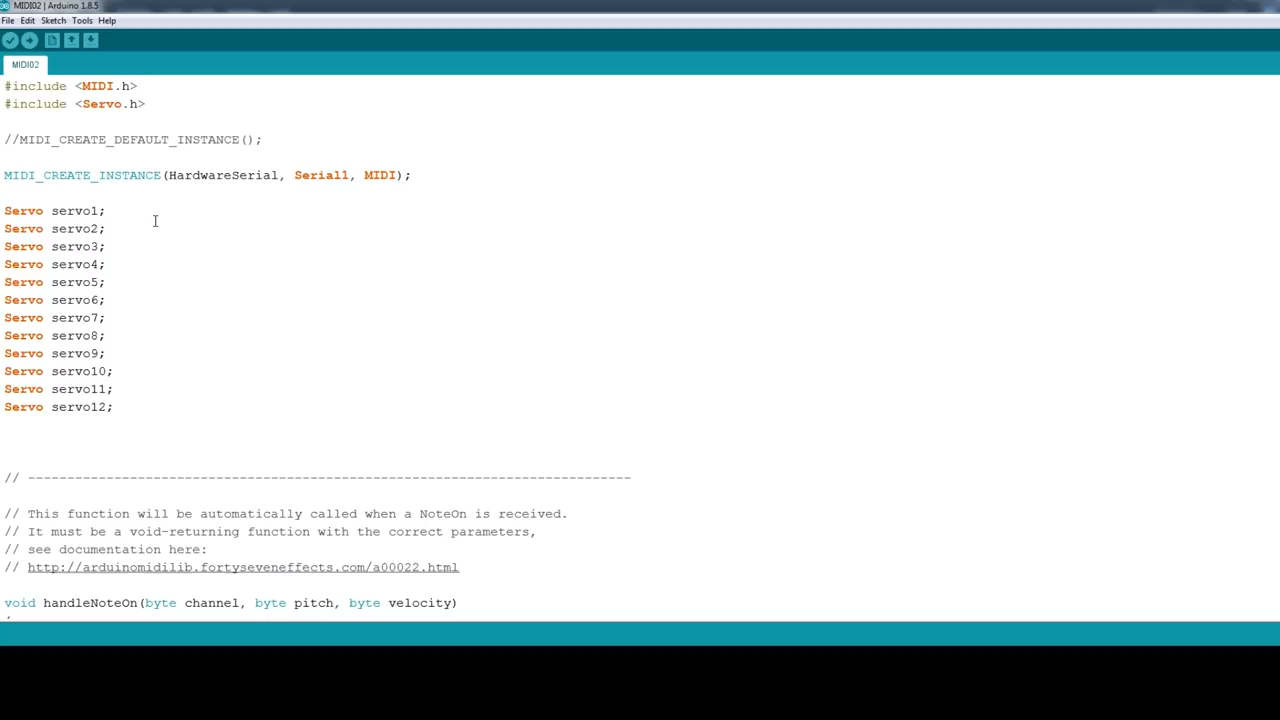 MIDI02 | Arduino 1.8.5
File Edit Sketch Tools Help
MIDI02
#include <MIDI.h>
#include <Servo.h>
//MIDI_CREATE_DEFAULT_INSTANCE();
MIDI_CREATE_INSTANCE(HardwareSerial, Serial1, MIDI);
Servo servo1;
Servo servo2;
Servo servo3;
Servo servo4;
Servo servo5;
Servo servo6;
Servo servo7;
Servo servo8;
Servo servo9;
Servo servo10;
Servo servo11;
Servo servo12;
// -----------------------------------------------------------------------------
// This function will be automatically called when a NoteOn is received.
// It must be a void-returning function with the correct parameters,
// see documentation here:
// http://arduinomidilib.fortyseveneffects.com/a00022.html
void handleNoteOn(byte channel, byte pitch, byte velocity)